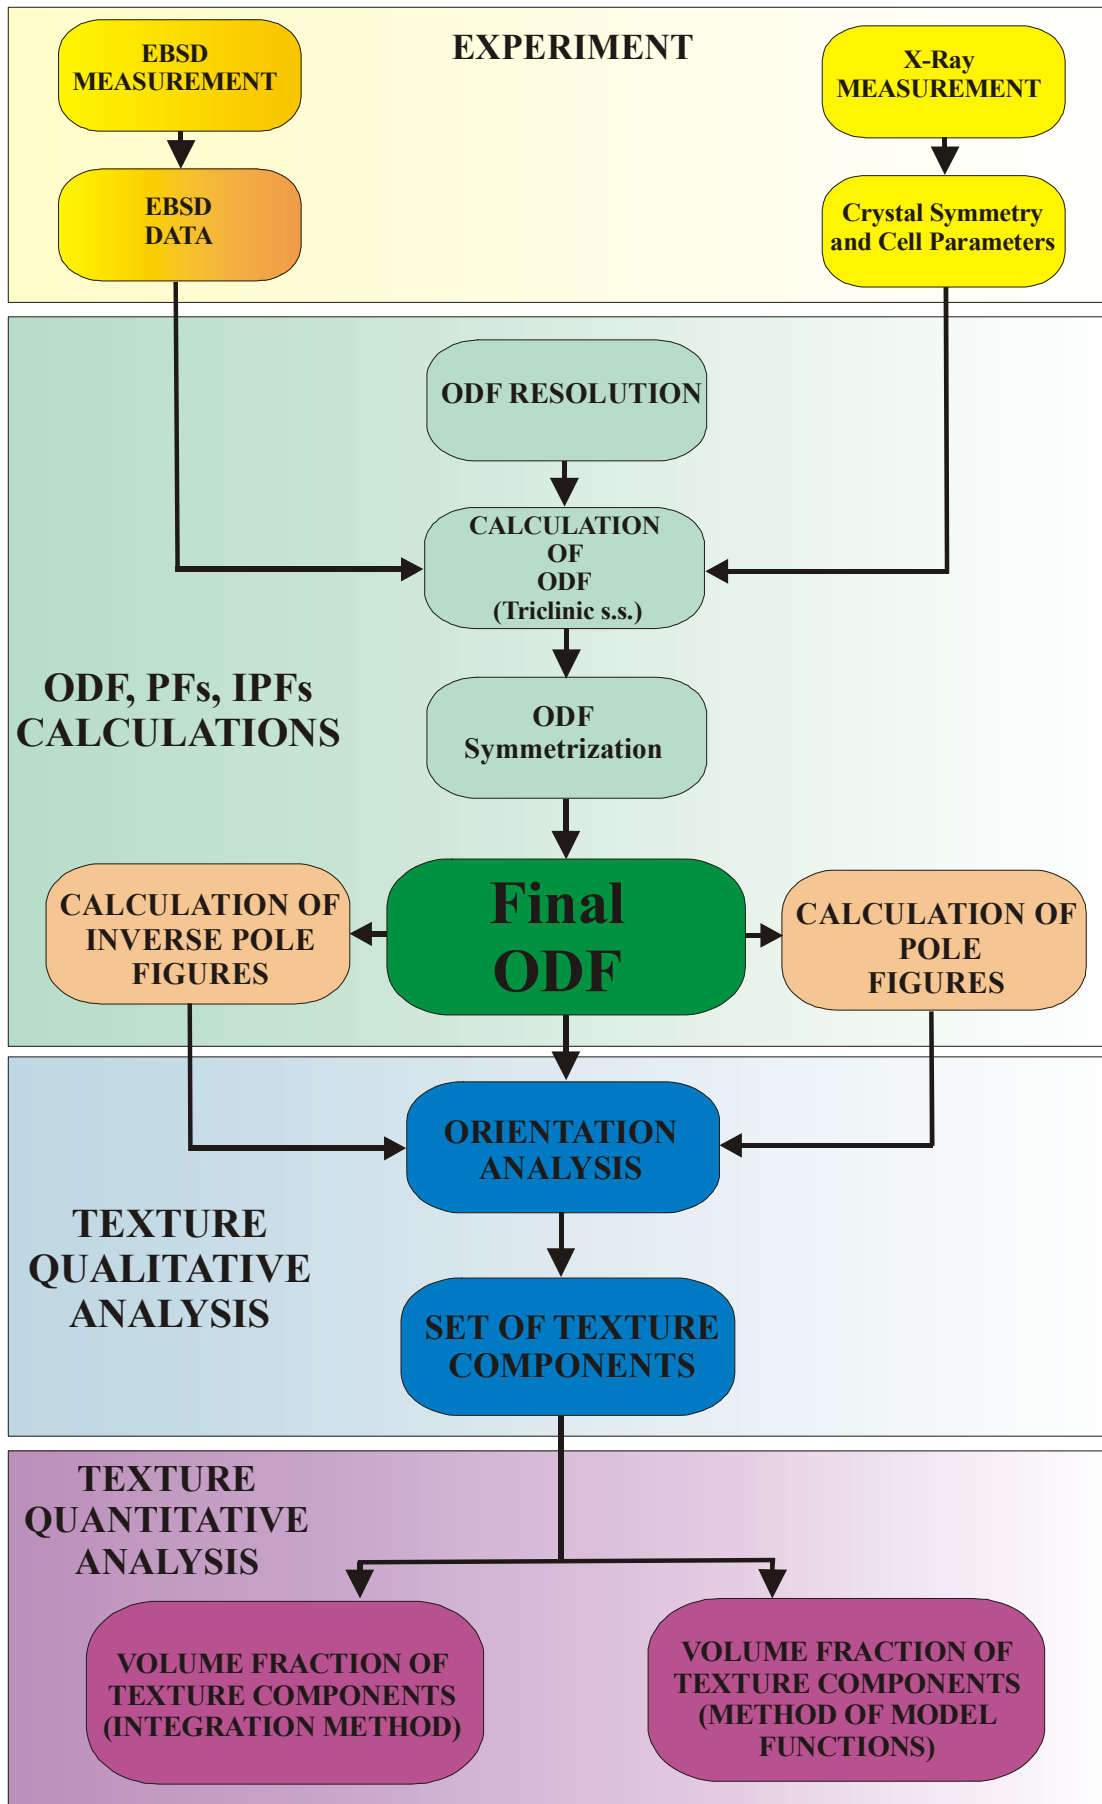 EXPERIMENT
EBSD
MEASUREMENT
X-Ray
MEASUREMENT
EBSD
DATA
Crystal Symmetry
and Cell Parameters
ODF RESOLUTION
CALCULATION
OF
ODF
(Triclinic s.s.)
ODF, PFs, IPFs
CALCULATIONS
ODF
Symmetrization
CALCULATION OF
INVERSE POLE
FIGURES
Final
ODF
CALCULATION OF
POLE
FIGURES
ORIENTATION
ANALYSIS
TEXTURE
QUALITATIVE
ANALYSIS
SET OF TEXTURE
COMPONENTS
TEXTURE
QUANTITATIVE
ANALYSIS
VOLUME FRACTION OF
TEXTURE COMPONENTS
(INTEGRATION METHOD)
VOLUME FRACTION OF
TEXTURE COMPONENTS
(METHOD OF MODEL
FUNCTIONS)